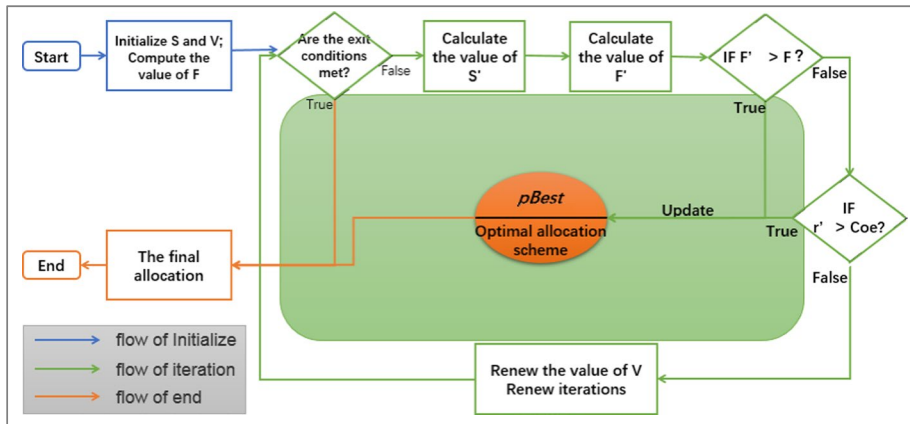 Start
Initialize S and V;
Compute the
value of F
Are the exit
conditions
met?
False
True
Calculate
the value of
S'
Calculate
the value of
F'
IF F' > F ?
False
True
pBest
Optimal allocation
scheme
Update
True
IF
r' > Coe?
False
End
The final
allocation
Renew the value of V
Renew iterations
flow of Initialize
flow of iteration
flow of end